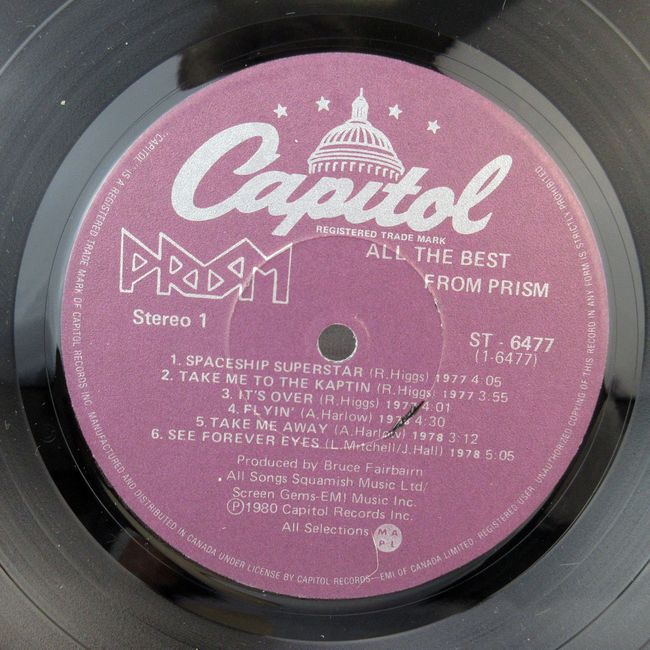 Capitol
REGISTERED TRADE MARK
ALL THE BEST
FROM PRISM
PRISM
Stereo 1
ST - 6477
(1-6477)
1. SPACESHIP SUPERSTAR (R.Higgs) 1977 4:05
2. TAKE ME TO THE KAPTIN (R.Higgs) 1977 3:55
3. IT'S OVER (R.Higgs) 1977 4:01
4. FLYIN' (A.Harlow) 1978 4:30
5. TAKE ME AWAY (A.Harlow) 1978 3:12
6. SEE FOREVER EYES (L.Mitchell/J.Hall) 1978 5:05
Produced by Bruce Fairbairn
All Songs Squamish Music Ltd/
Screen Gems-EMI Music Inc.
Ⓟ1980 Capitol Records Inc.
All Selections
M A
P L
"CAPITOL" IS A REGISTERED TRADE MARK OF CAPITOL RECORDS INC. MANUFACTURED AND DISTRIBUTED IN CANADA UNDER LICENSE BY CAPITOL RECORDS—EMI OF CANADA LIMITED. REGISTERED USER. UNAUTHORIZED COPYING OF THIS RECORD IN ANY FORM IS STRICTLY PROHIBITED